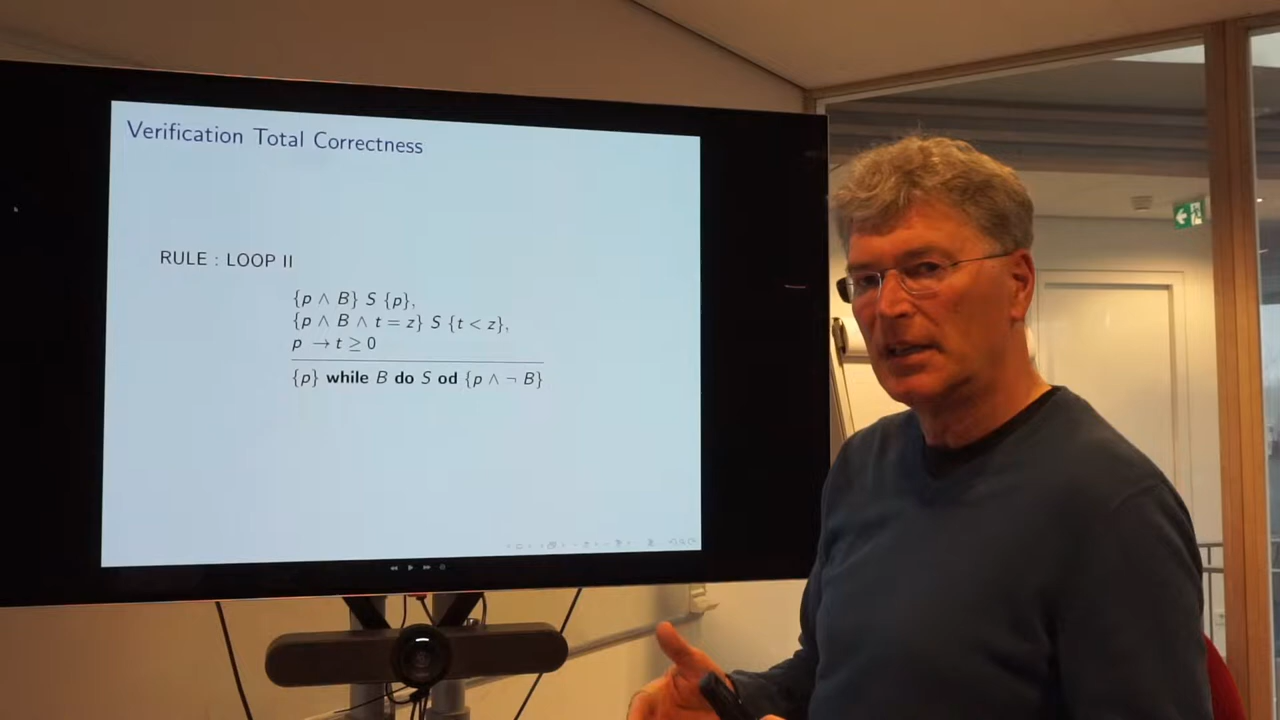 Verification Total Correctness
RULE : LOOP II
{p ∧ B} S {p},
{p ∧ B ∧ t = z} S {t < z},
p → t ≥ 0
{p} while B do S od {p ∧ ¬ B}